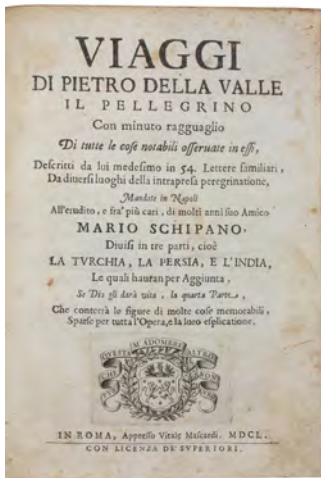 VIAGGI
DI PIETRO DELLA VALLE
IL PELLEGRINO
Con minuto ragguaglio
Di tutte le cose notabili osseruate in essi,
Descritti da lui medesimo in 54. Lettere familiari,
Da diuersi luoghi della intrapresa peregrinatione,
Mandate in Napoli
All'erudito, e fra' più cari, di molti anni suo Amico
MARIO SCHIPANO,
Diuisi in tre parti, cioè
LA TVRCHIA, LA PERSIA, E L'INDIA,
Le quali hauran per Aggiunta,
Se Dio gli darà vita, la quarta Parte,
Che conterrà le figure di molte cose memorabili,
Sparse per tutta l'Opera, e la loro esplicatione.
IN ROMA, Appresso Vitale Mascardi. MDCL.
CON LICENZA DE' SVPERIORI.